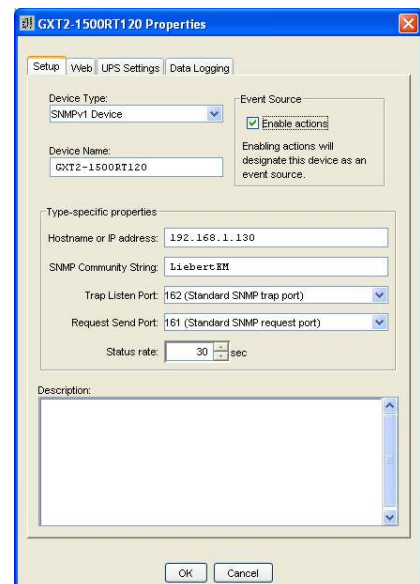 GXT2-1500RT120 Properties
Setup Web UPS Settings Data Logging
Device Type:
SNMPv1 Device
Event Source
Enable actions
Enabling actions will
designate this device as an
event source.
Device Name:
GXT2-1500RT120
Type-specific properties
Hostname or IP address: 192.168.1.130
SNMP Community String: LiebertEM
Trap Listen Port: 162 (Standard SNMP trap port)
Request Send Port: 161 (Standard SNMP request port)
Status rate: 30 sec
Description:
OK Cancel